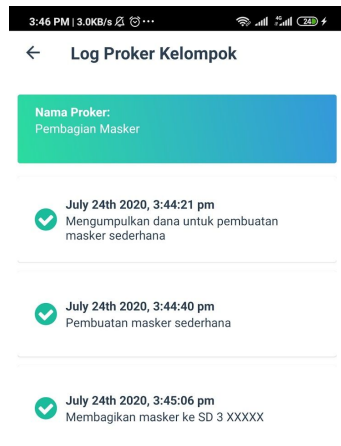 3:46 PM | 3.0KB/s
4G
24
Log Proker Kelompok
Nama Proker:
Pembagian Masker
July 24th 2020, 3:44:21 pm
Mengumpulkan dana untuk pembuatan
masker sederhana
July 24th 2020, 3:44:40 pm
Pembuatan masker sederhana
July 24th 2020, 3:45:06 pm
Membagikan masker ke SD 3 XXXXX